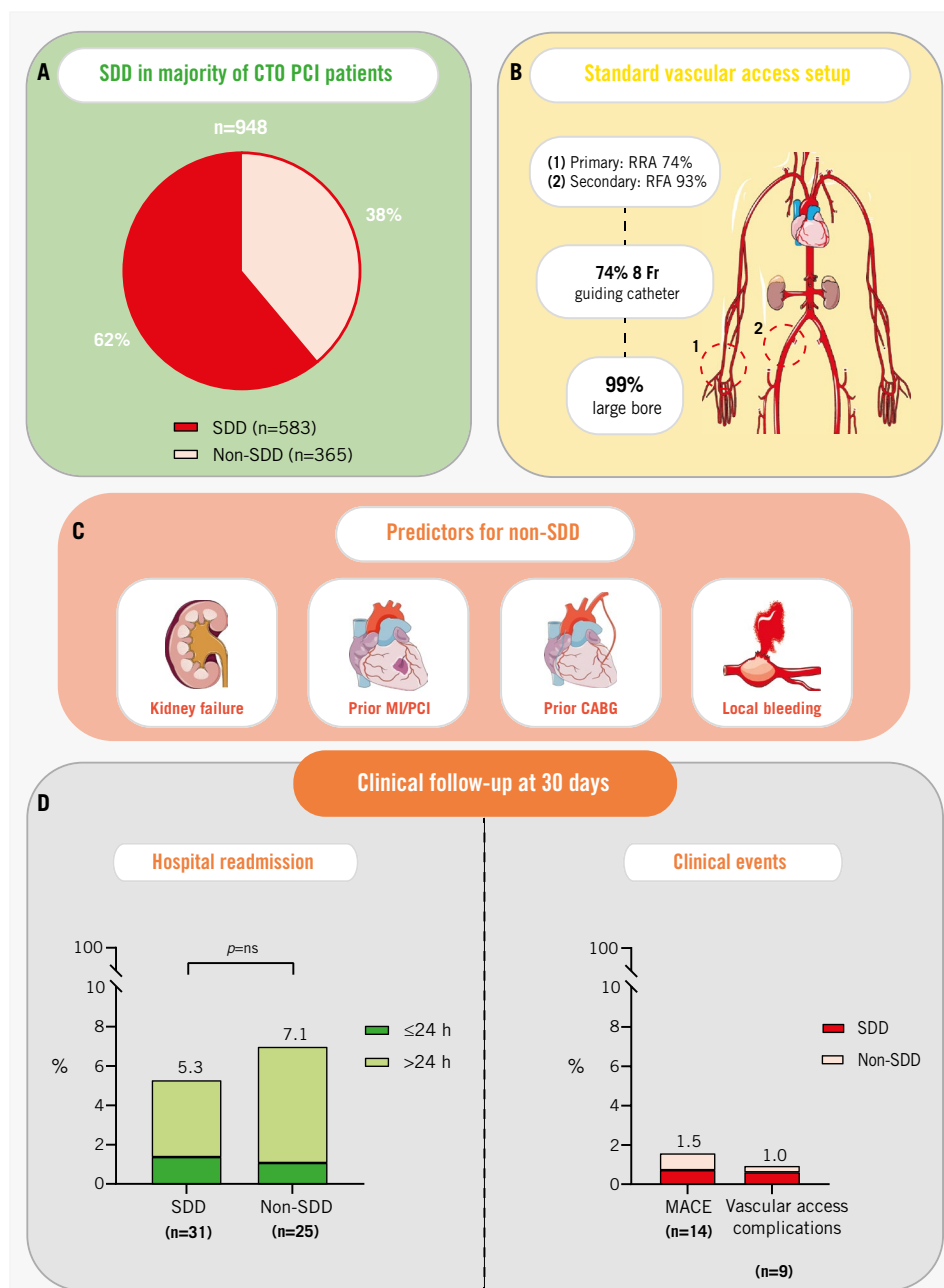 A
SDD in majority of CTO PCI patients
n=948
38%
62%
SDD (n=583)
Non-SDD (n=365)
B
Standard vascular access setup
(1) Primary: RRA 74%
(2) Secondary: RFA 93%
74% 8 Fr
guiding catheter
99%
large bore
1
2
C
Predictors for non-SDD
Kidney failure
Prior MI/PCI
Prior CABG
Local bleeding
D
Clinical follow-up at 30 days
Hospital readmission
100
10
8
6
4
2
0
%
p=ns
5.3
7.1
≤24 h
>24 h
SDD
(n=31)
Non-SDD
(n=25)
Clinical events
100
10
8
6
4
2
0
%
1.5
1.0
SDD
Non-SDD
MACE
(n=14)
Vascular access
complications
(n=9)